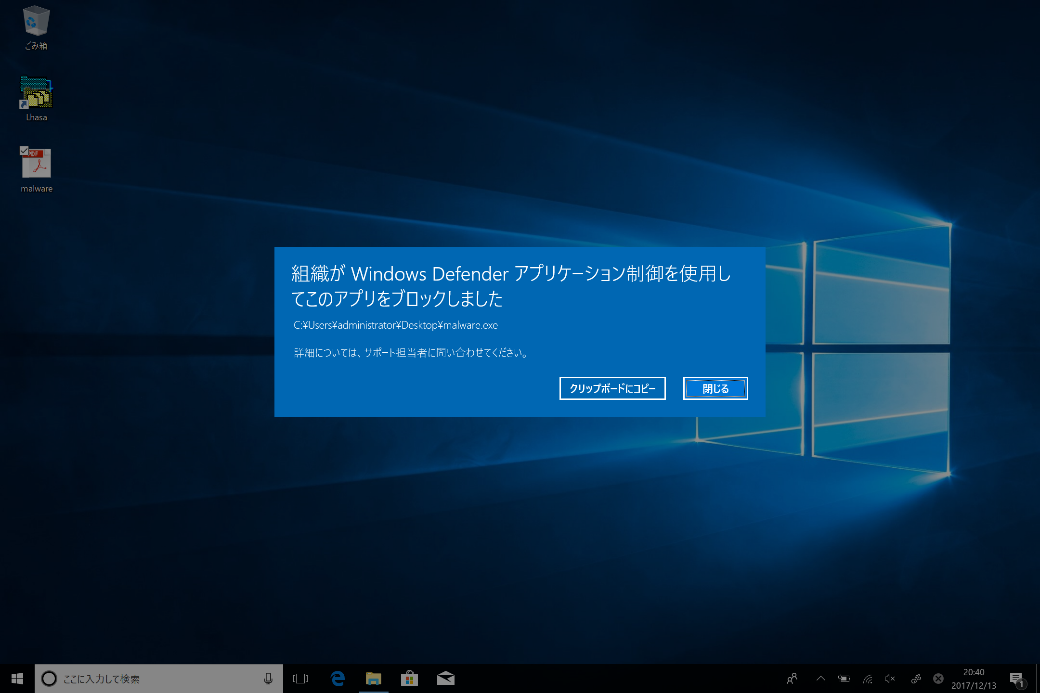 ごみ箱
Lhasa
malware
組織が Windows Defender アプリケーション制御を使用し
てこのアプリをブロックしました
C:¥Users¥administrator¥Desktop¥malware.exe
詳細については、サポート担当者に問い合わせてください。
クリップボードにコピー
閉じる
ここに入力して検索
20:40
2017/12/13
1